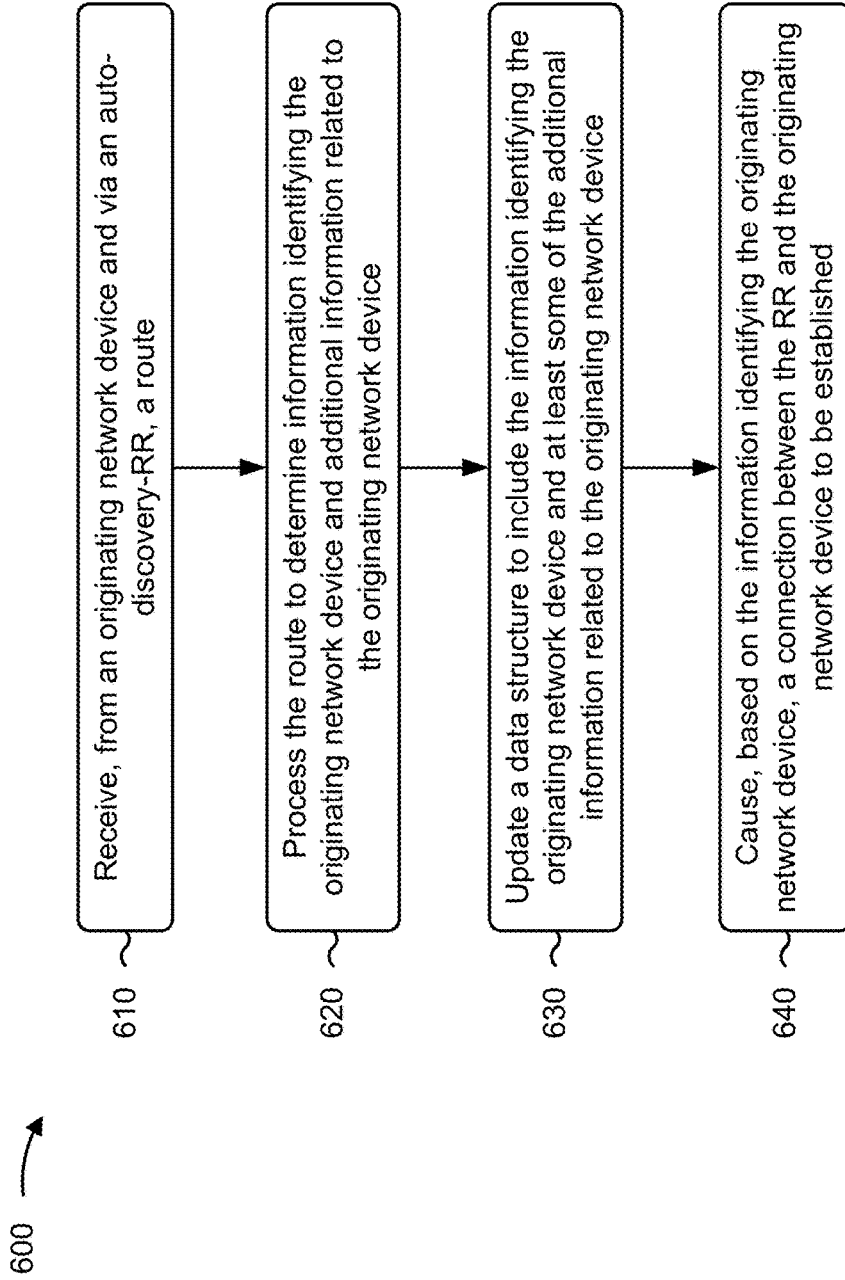 600
610
Receive, from an originating network device and via an auto-
discovery-RR, a route
620
Process the route to determine information identifying the
originating network device and additional information related to
the originating network device
630
Update a data structure to include the information identifying the
originating network device and at least some of the additional
information related to the originating network device
640
Cause, based on the information identifying the originating
network device, a connection between the RR and the originating
network device to be established